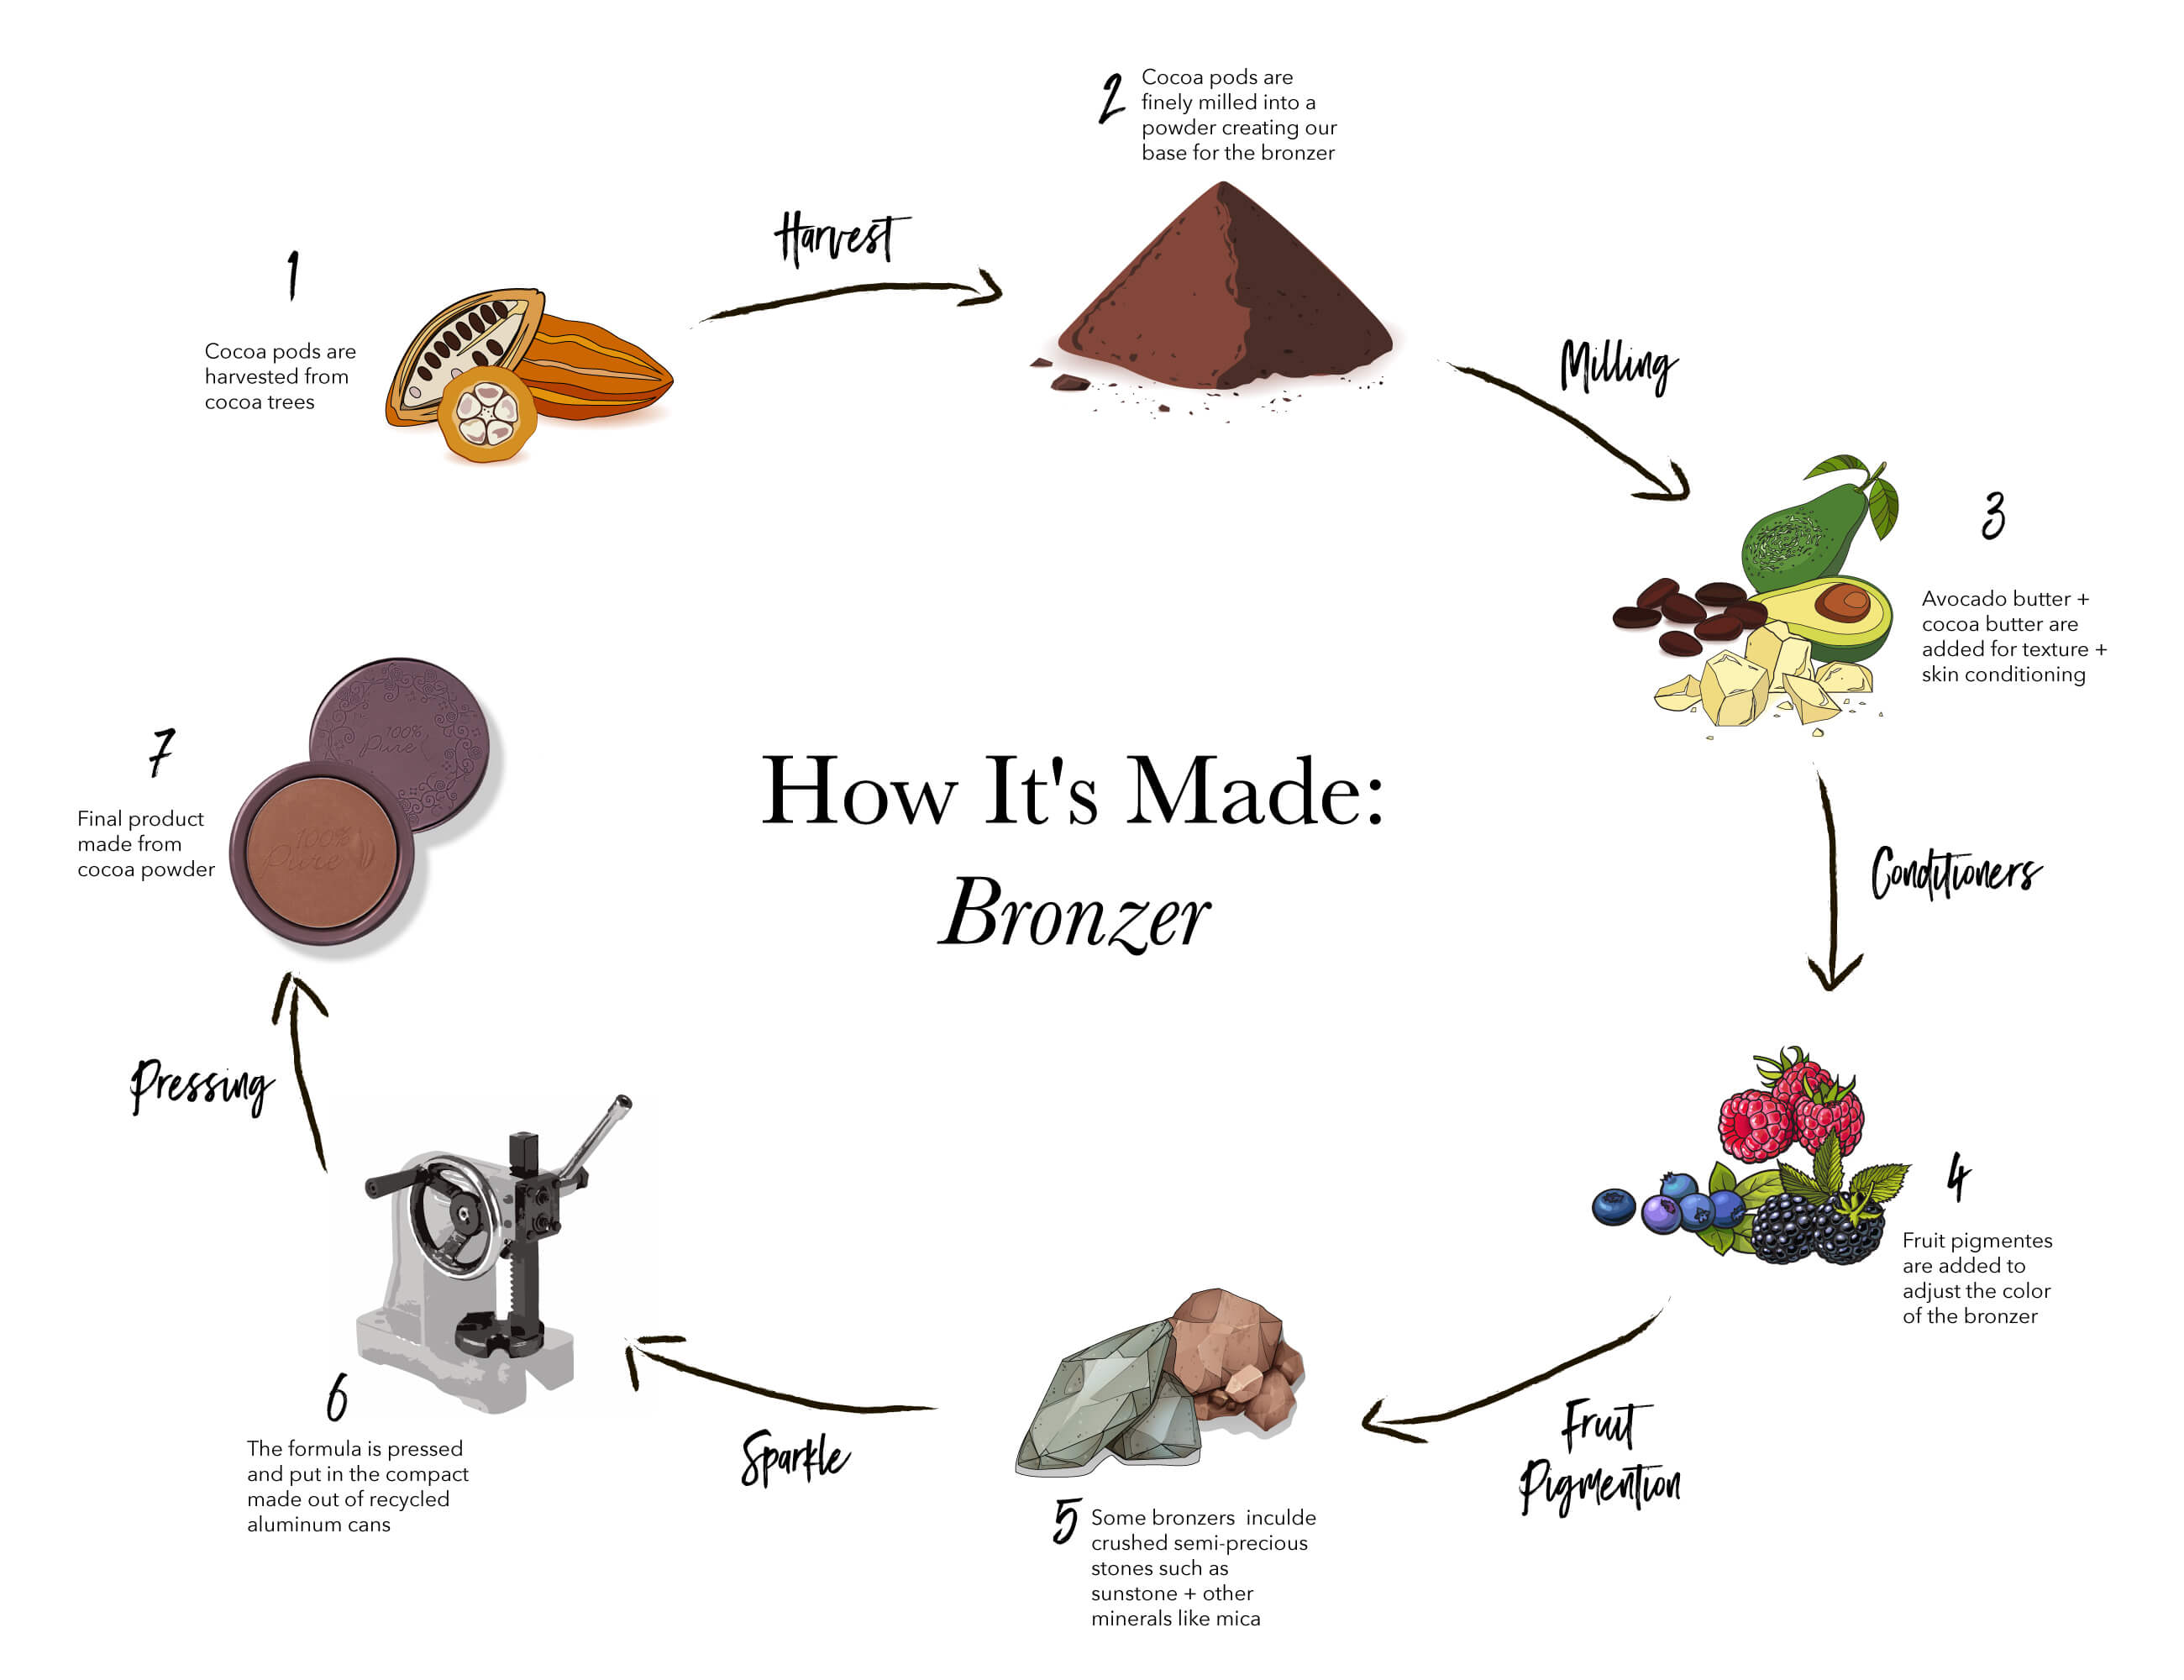 How It's Made:
Bronzer
1
Cocoa pods are
harvested from
cocoa trees
Harvest
2
Cocoa pods are
finely milled into a
powder creating our
base for the bronzer
Milling
3
Avocado butter +
cocoa butter are
added for texture +
skin conditioning
Conditioners
4
Fruit pigmentes
are added to
adjust the color
of the bronzer
Fruit
Pigmention
5
Some bronzers inculde
crushed semi-precious
stones such as
sunstone + other
minerals like mica
Sparkle
6
The formula is pressed
and put in the compact
made out of recycled
aluminum cans
Pressing
7
Final product
made from
cocoa powder
100%
Pure
100%
Pure